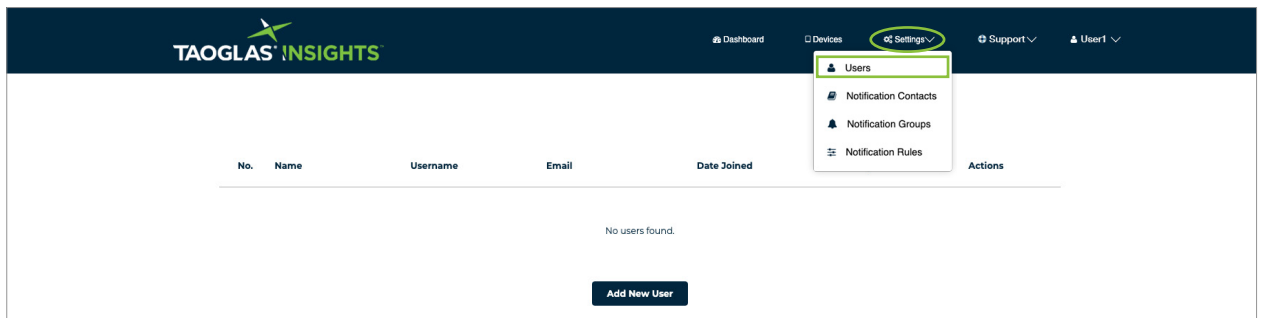 TAOGLAS® INSIGHTS™
Dashboard Devices Settings Support User1
Users
Notification Contacts
Notification Groups
Notification Rules
No. Name Username Email Date Joined Actions
No users found.
Add New User